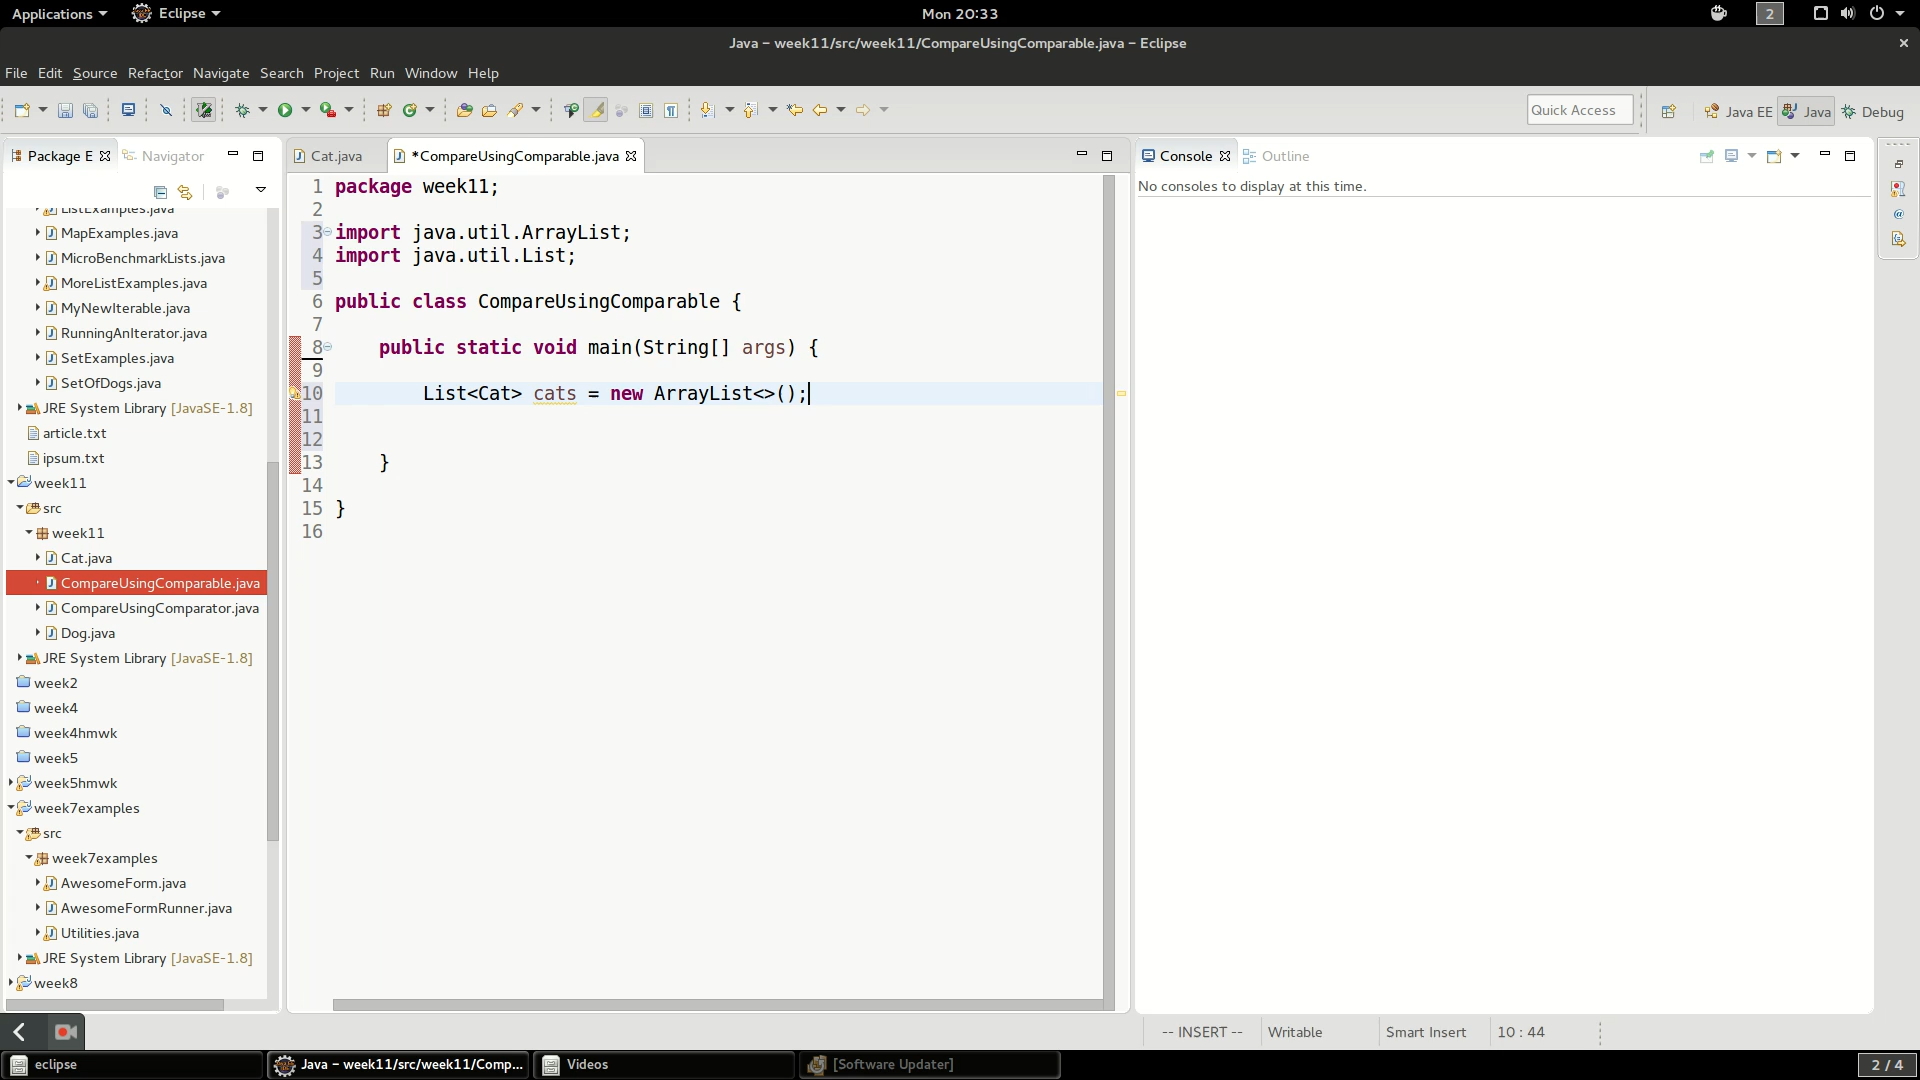 Applications
Eclipse
Mon 20:33
2
Java – week11/src/week11/CompareUsingComparable.java – Eclipse
File Edit Source Refactor Navigate Search Project Run Window Help
Quick Access
Java EE
Java
Debug
Package E
Navigator
ListExamples.java
MapExamples.java
MicroBenchmarkLists.java
MoreListExamples.java
MyNewIterable.java
RunningAnIterator.java
SetExamples.java
SetOfDogs.java
JRE System Library [JavaSE-1.8]
article.txt
ipsum.txt
week11
src
week11
Cat.java
CompareUsingComparable.java
CompareUsingComparator.java
Dog.java
JRE System Library [JavaSE-1.8]
week2
week4
week4hmwk
week5
week5hmwk
week7examples
src
week7examples
AwesomeForm.java
AwesomeFormRunner.java
Utilities.java
JRE System Library [JavaSE-1.8]
week8
Cat.java
*CompareUsingComparable.java
1 package week11;
2
3 import java.util.ArrayList;
4 import java.util.List;
5
6 public class CompareUsingComparable {
7
8 public static void main(String[] args) {
9
10 List<Cat> cats = new ArrayList<>();
11
12
13 }
14
15 }
16
Console
Outline
No consoles to display at this time.
-- INSERT --
Writable
Smart Insert
10 : 44
eclipse
Java – week11/src/week11/Comp...
Videos
[Software Updater]
2 / 4